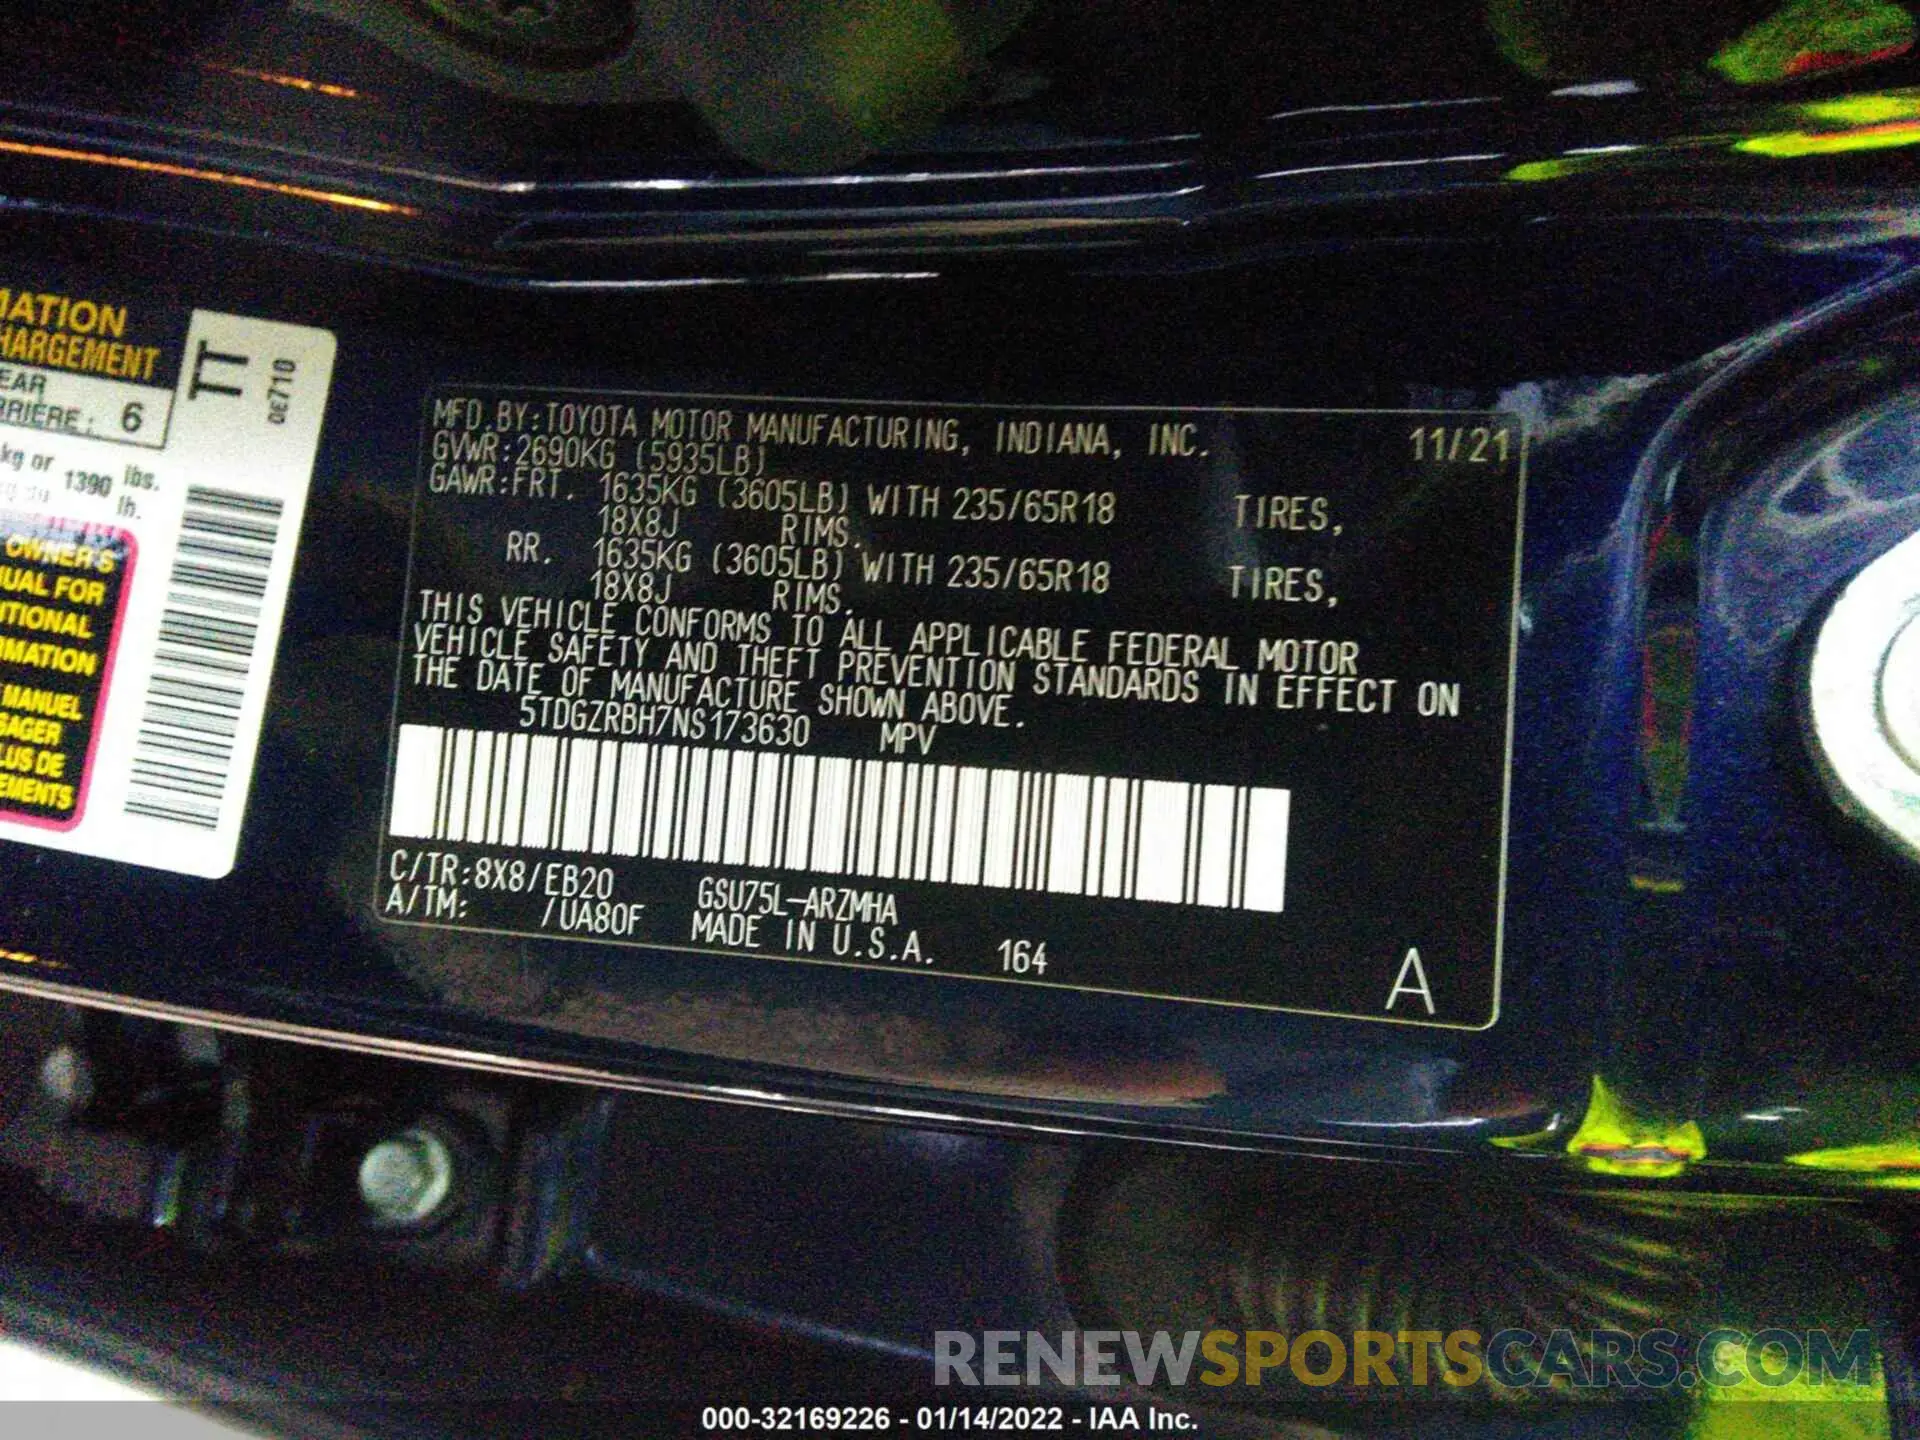 MATION
HARGEMENT
EAR
RRIÈRE : 6
kg or 1390 lbs.
lb.
OWNER'S
UAL FOR
ITIONAL
RMATION
MANUEL
SAGER
LUS DE
EMENTS
TT
0E710
MFD.BY:TOYOTA MOTOR MANUFACTURING, INDIANA, INC. 11/21
GVWR:2690KG (5935LB)
GAWR:FRT. 1635KG (3605LB) WITH 235/65R18 TIRES,
18X8J RIMS.
RR. 1635KG (3605LB) WITH 235/65R18 TIRES,
18X8J RIMS.
THIS VEHICLE CONFORMS TO ALL APPLICABLE FEDERAL MOTOR
VEHICLE SAFETY AND THEFT PREVENTION STANDARDS IN EFFECT ON
THE DATE OF MANUFACTURE SHOWN ABOVE.
5TDGZRBH7NS173630 MPV
C/TR:8X8/EB20 GSU75L-ARZMHA
A/TM: /UA80F MADE IN U.S.A. 164
A
RENEWSPORTSCARS.COM
000-32169226 - 01/14/2022 - IAA Inc.